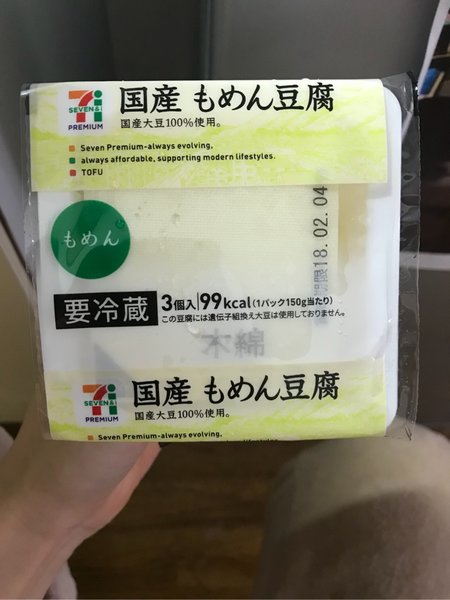 7
SEVEN&i
PREMIUM
国産 もめん豆腐
国産大豆100%使用。
Seven Premium-always evolving,
always affordable, supporting modern lifestyles.
TOFU
もめん
期限18.02.04
要冷蔵
3個入 99kcal(1パック150g当たり)
この豆腐には遺伝子組換え大豆は使用しておりません。
木綿
7
SEVEN&i
PREMIUM
国産 もめん豆腐
国産大豆100%使用。
Seven Premium-always evolving,